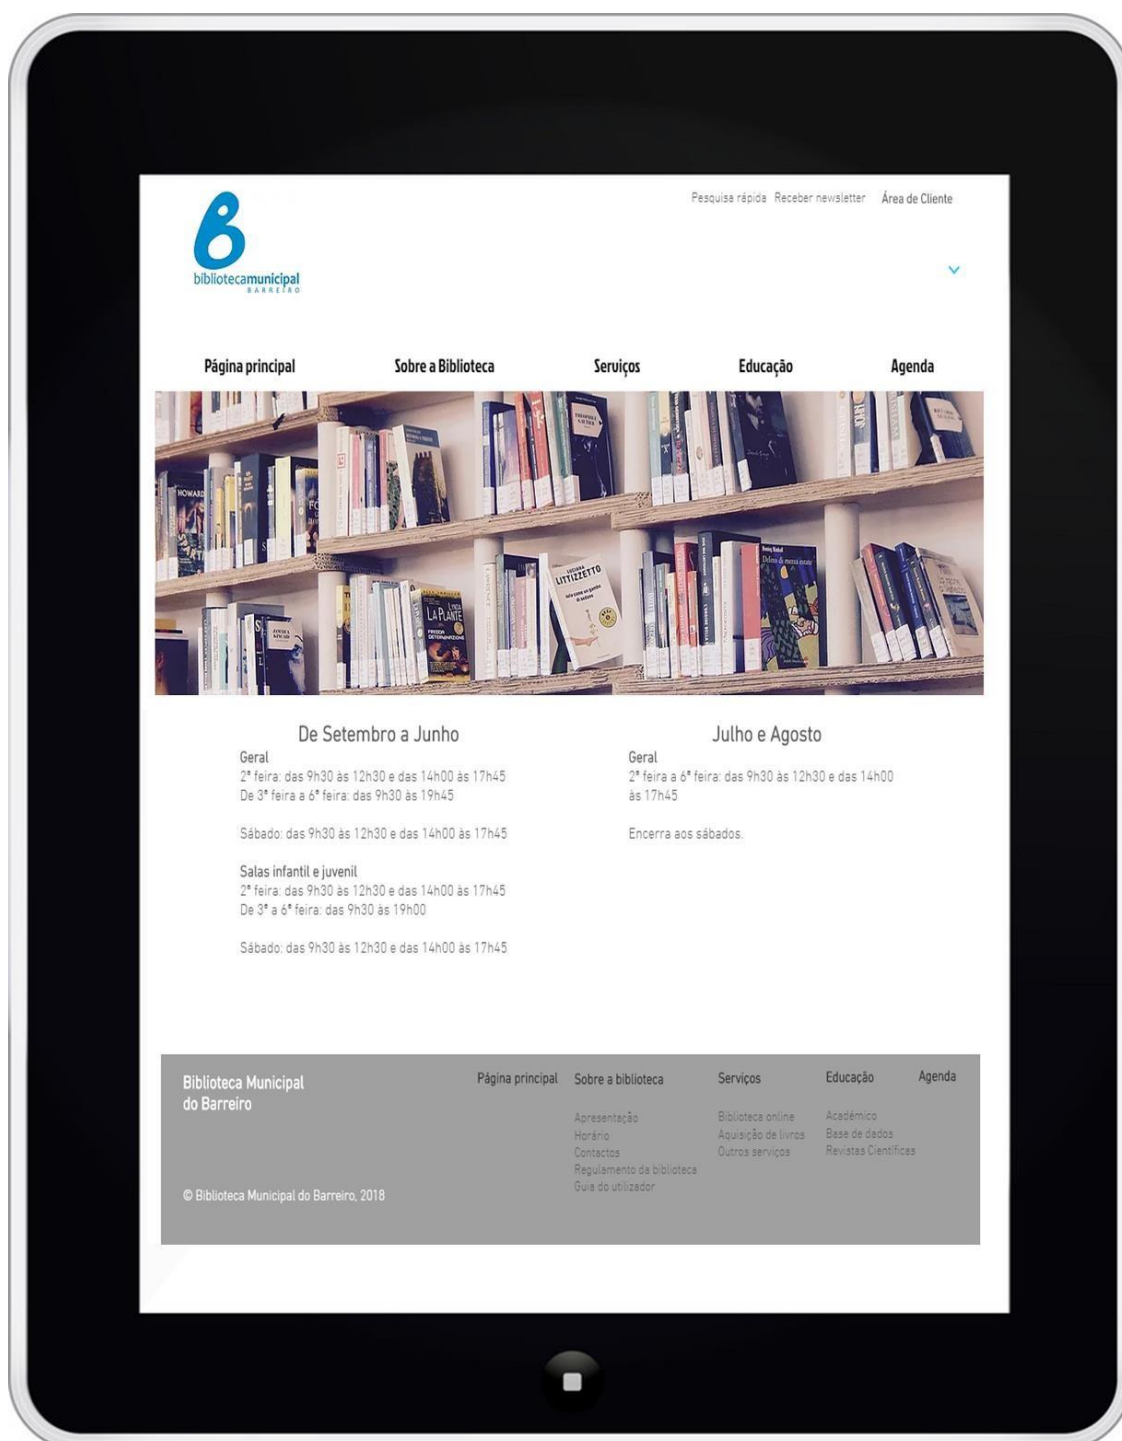 Pesquisa rápida Receber newsletter Área de Cliente
bibliotecamunicipal
BARREIRO
Página principal Sobre a Biblioteca Serviços Educação Agenda
HOWARD
THÉOPHILE
GAUTIER
LUCIANA
LITTIZZETTO
LYNDA
LA PLANTE
FREDDA
DETERMINAZIONE
De Setembro a Junho
Geral
2ª feira: das 9h30 às 12h30 e das 14h00 às 17h45
De 3ª feira a 6ª feira: das 9h30 às 19h45
Sábado: das 9h30 às 12h30 e das 14h00 às 17h45
Salas infantil e juvenil
2ª feira: das 9h30 às 12h30 e das 14h00 às 17h45
De 3ª a 6ª feira: das 9h30 às 19h00
Sábado: das 9h30 às 12h30 e das 14h00 às 17h45
Julho e Agosto
Geral
2ª feira a 6ª feira: das 9h30 às 12h30 e das 14h00
às 17h45
Encerra aos sábados.
Biblioteca Municipal
do Barreiro
© Biblioteca Municipal do Barreiro, 2018
Página principal
Sobre a biblioteca
Apresentação
Horário
Contactos
Regulamento da biblioteca
Guia do utilizador
Serviços
Biblioteca online
Aquisição de livros
Outros serviços
Educação
Académico
Base de dados
Revistas Científicas
Agenda